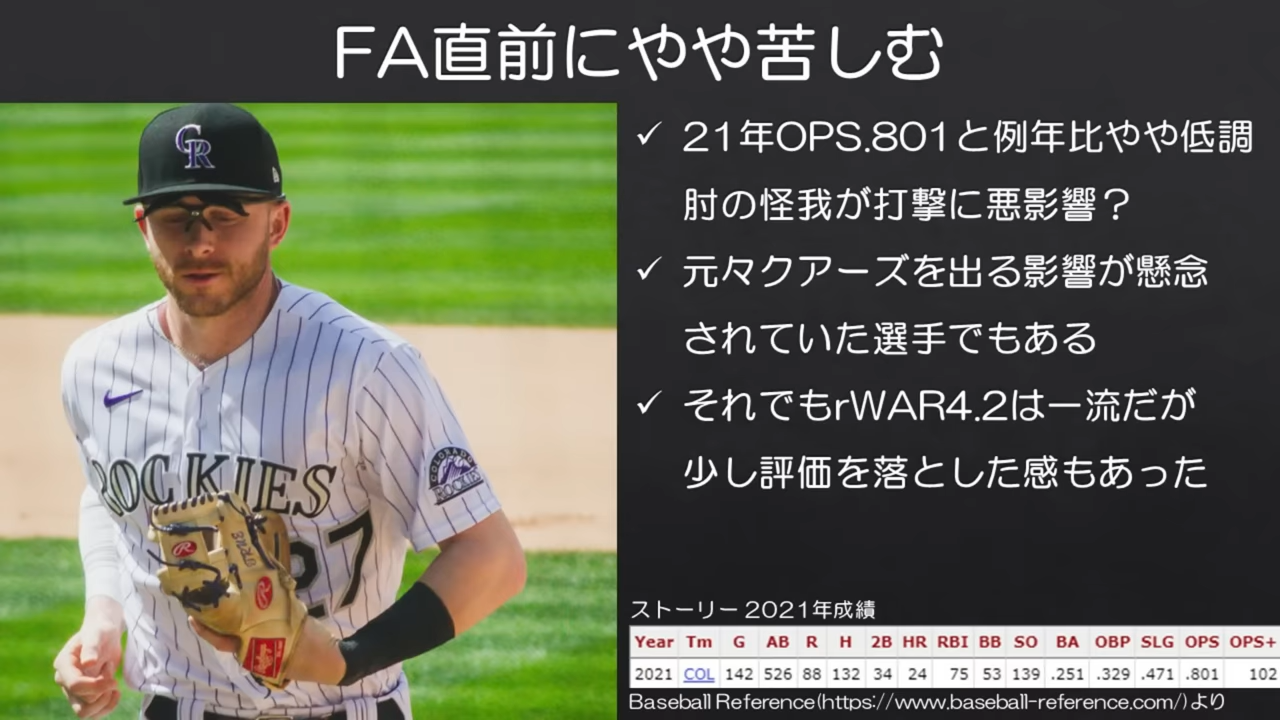 FA直前にやや苦しむ
✓ 21年OPS.801と例年比やや低調
肘の怪我が打撃に悪影響？
✓ 元々クアーズを出る影響が懸念
されていた選手でもある
✓ それでもrWAR4.2は一流だが
少し評価を落とした感もあった
CR
COLORADO
ROCKIES
ROCKIES
27
ストーリー 2021年成績
Year Tm G AB R H 2B HR RBI BB SO BA OBP SLG OPS OPS+
2021 COL 142 526 88 132 34 24 75 53 139 .251 .329 .471 .801 102
Baseball Reference(https://www.baseball-reference.com/)より